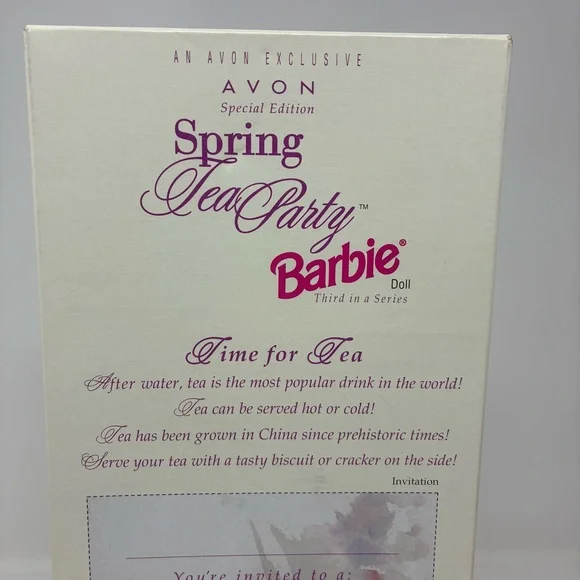 AN AVON EXCLUSIVE
AVON
Special Edition
Spring
Tea Party™
Barbie®
Doll
Third in a Series
Time for Tea
After water, tea is the most popular drink in the world!
Tea can be served hot or cold!
Tea has been grown in China since prehistoric times!
Serve your tea with a tasty biscuit or cracker on the side!
Invitation
You're invited to a: